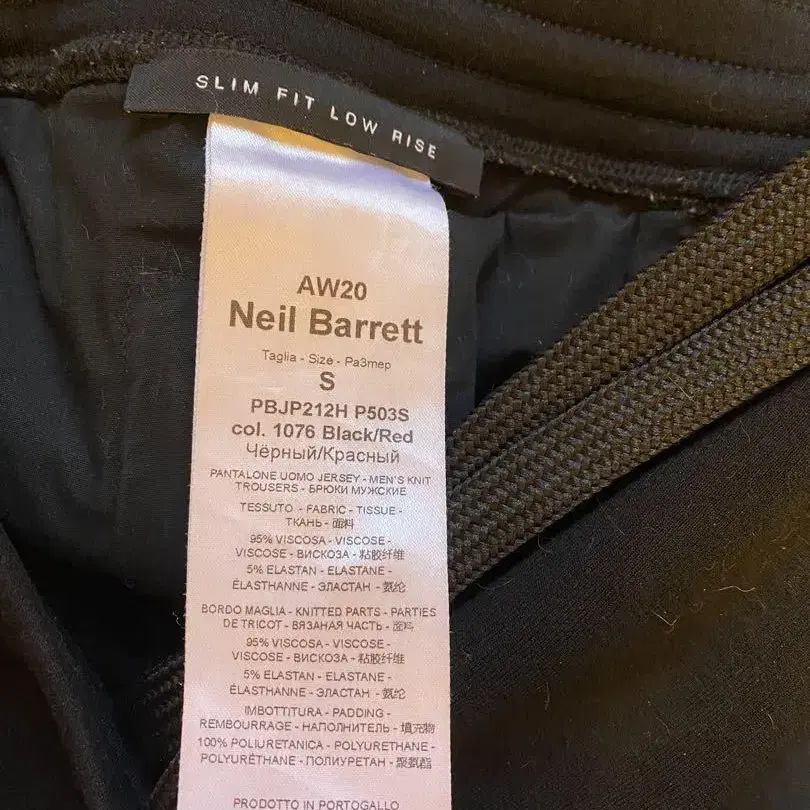 SLIM FIT LOW RISE
AW20
Neil Barrett
Taglia - Size - Pa3mep
S
PBJP212H P503S
col. 1076 Black/Red
Чёрный/Красный
PANTALONE UOMO JERSEY - MEN'S KNIT
TROUSERS - БРЮКИ МУЖСКИЕ
TESSUTO - FABRIC - TISSUE -
ТКАНЬ - 面料
95% VISCOSA - VISCOSE -
VISCOSE - ВИСКОЗА - 粘胶纤维
5% ELASTAN - ELASTANE -
ÉLASTHANNE - ЭЛАСТАН - 氨纶
BORDO MAGLIA - KNITTED PARTS - PARTIES
DE TRICOT - ВЯЗАНАЯ ЧАСТЬ - 面料
95% VISCOSA - VISCOSE -
VISCOSE - ВИСКОЗА - 粘胶纤维
5% ELASTAN - ELASTANE -
ÉLASTHANNE - ЭЛАСТАН - 氨纶
IMBOTTITURA - PADDING -
REMBOURRAGE - НАПОЛНИТЕЛЬ - 填充物
100% POLIURETANICA - POLYURETHANE -
POLYURÉTHANE - ПОЛИУРЕТАН - 聚氨酯
PRODOTTO IN PORTOGALLO